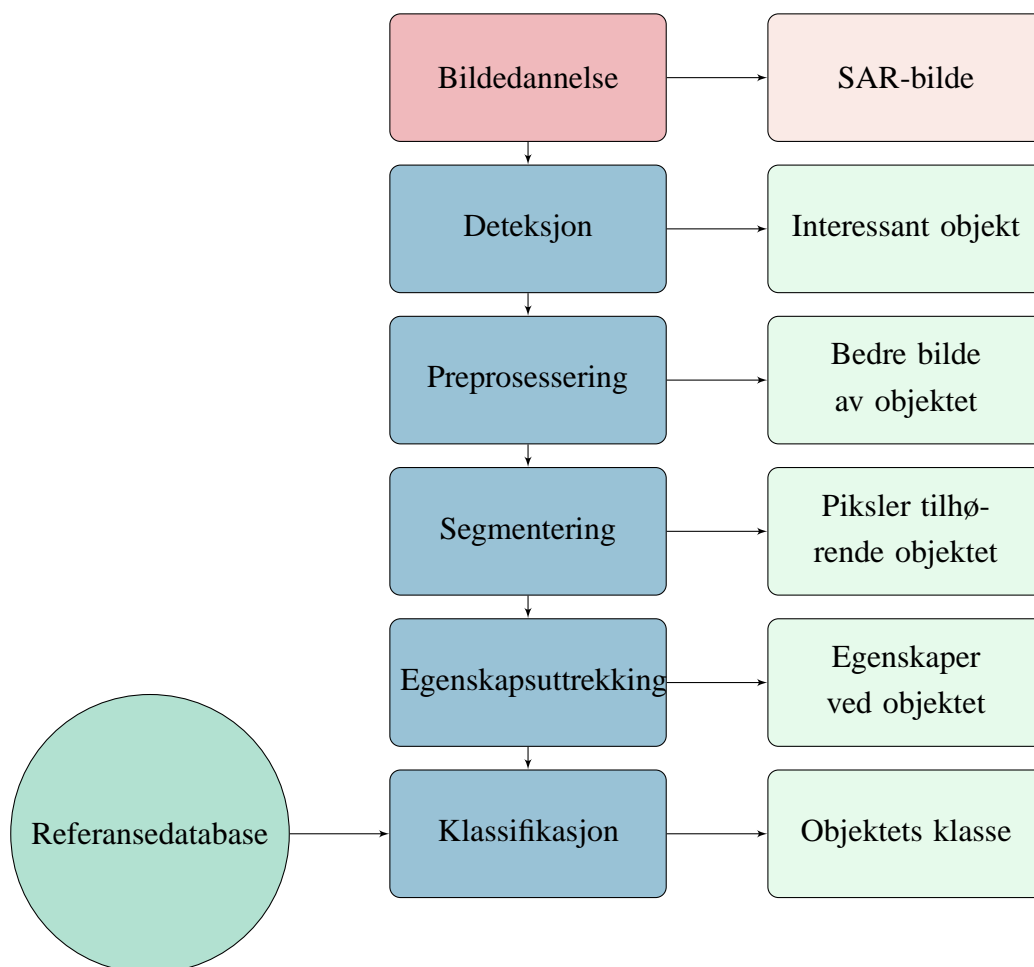 Bildedannelse
SAR-bilde
Deteksjon
Interessant objekt
Preprosessering
Bedre bilde
av objektet
Segmentering
Piksler tilhø-
rende objektet
Egenskapsuttrekking
Egenskaper
ved objektet
Referansedatabase
Klassifikasjon
Objektets klasse